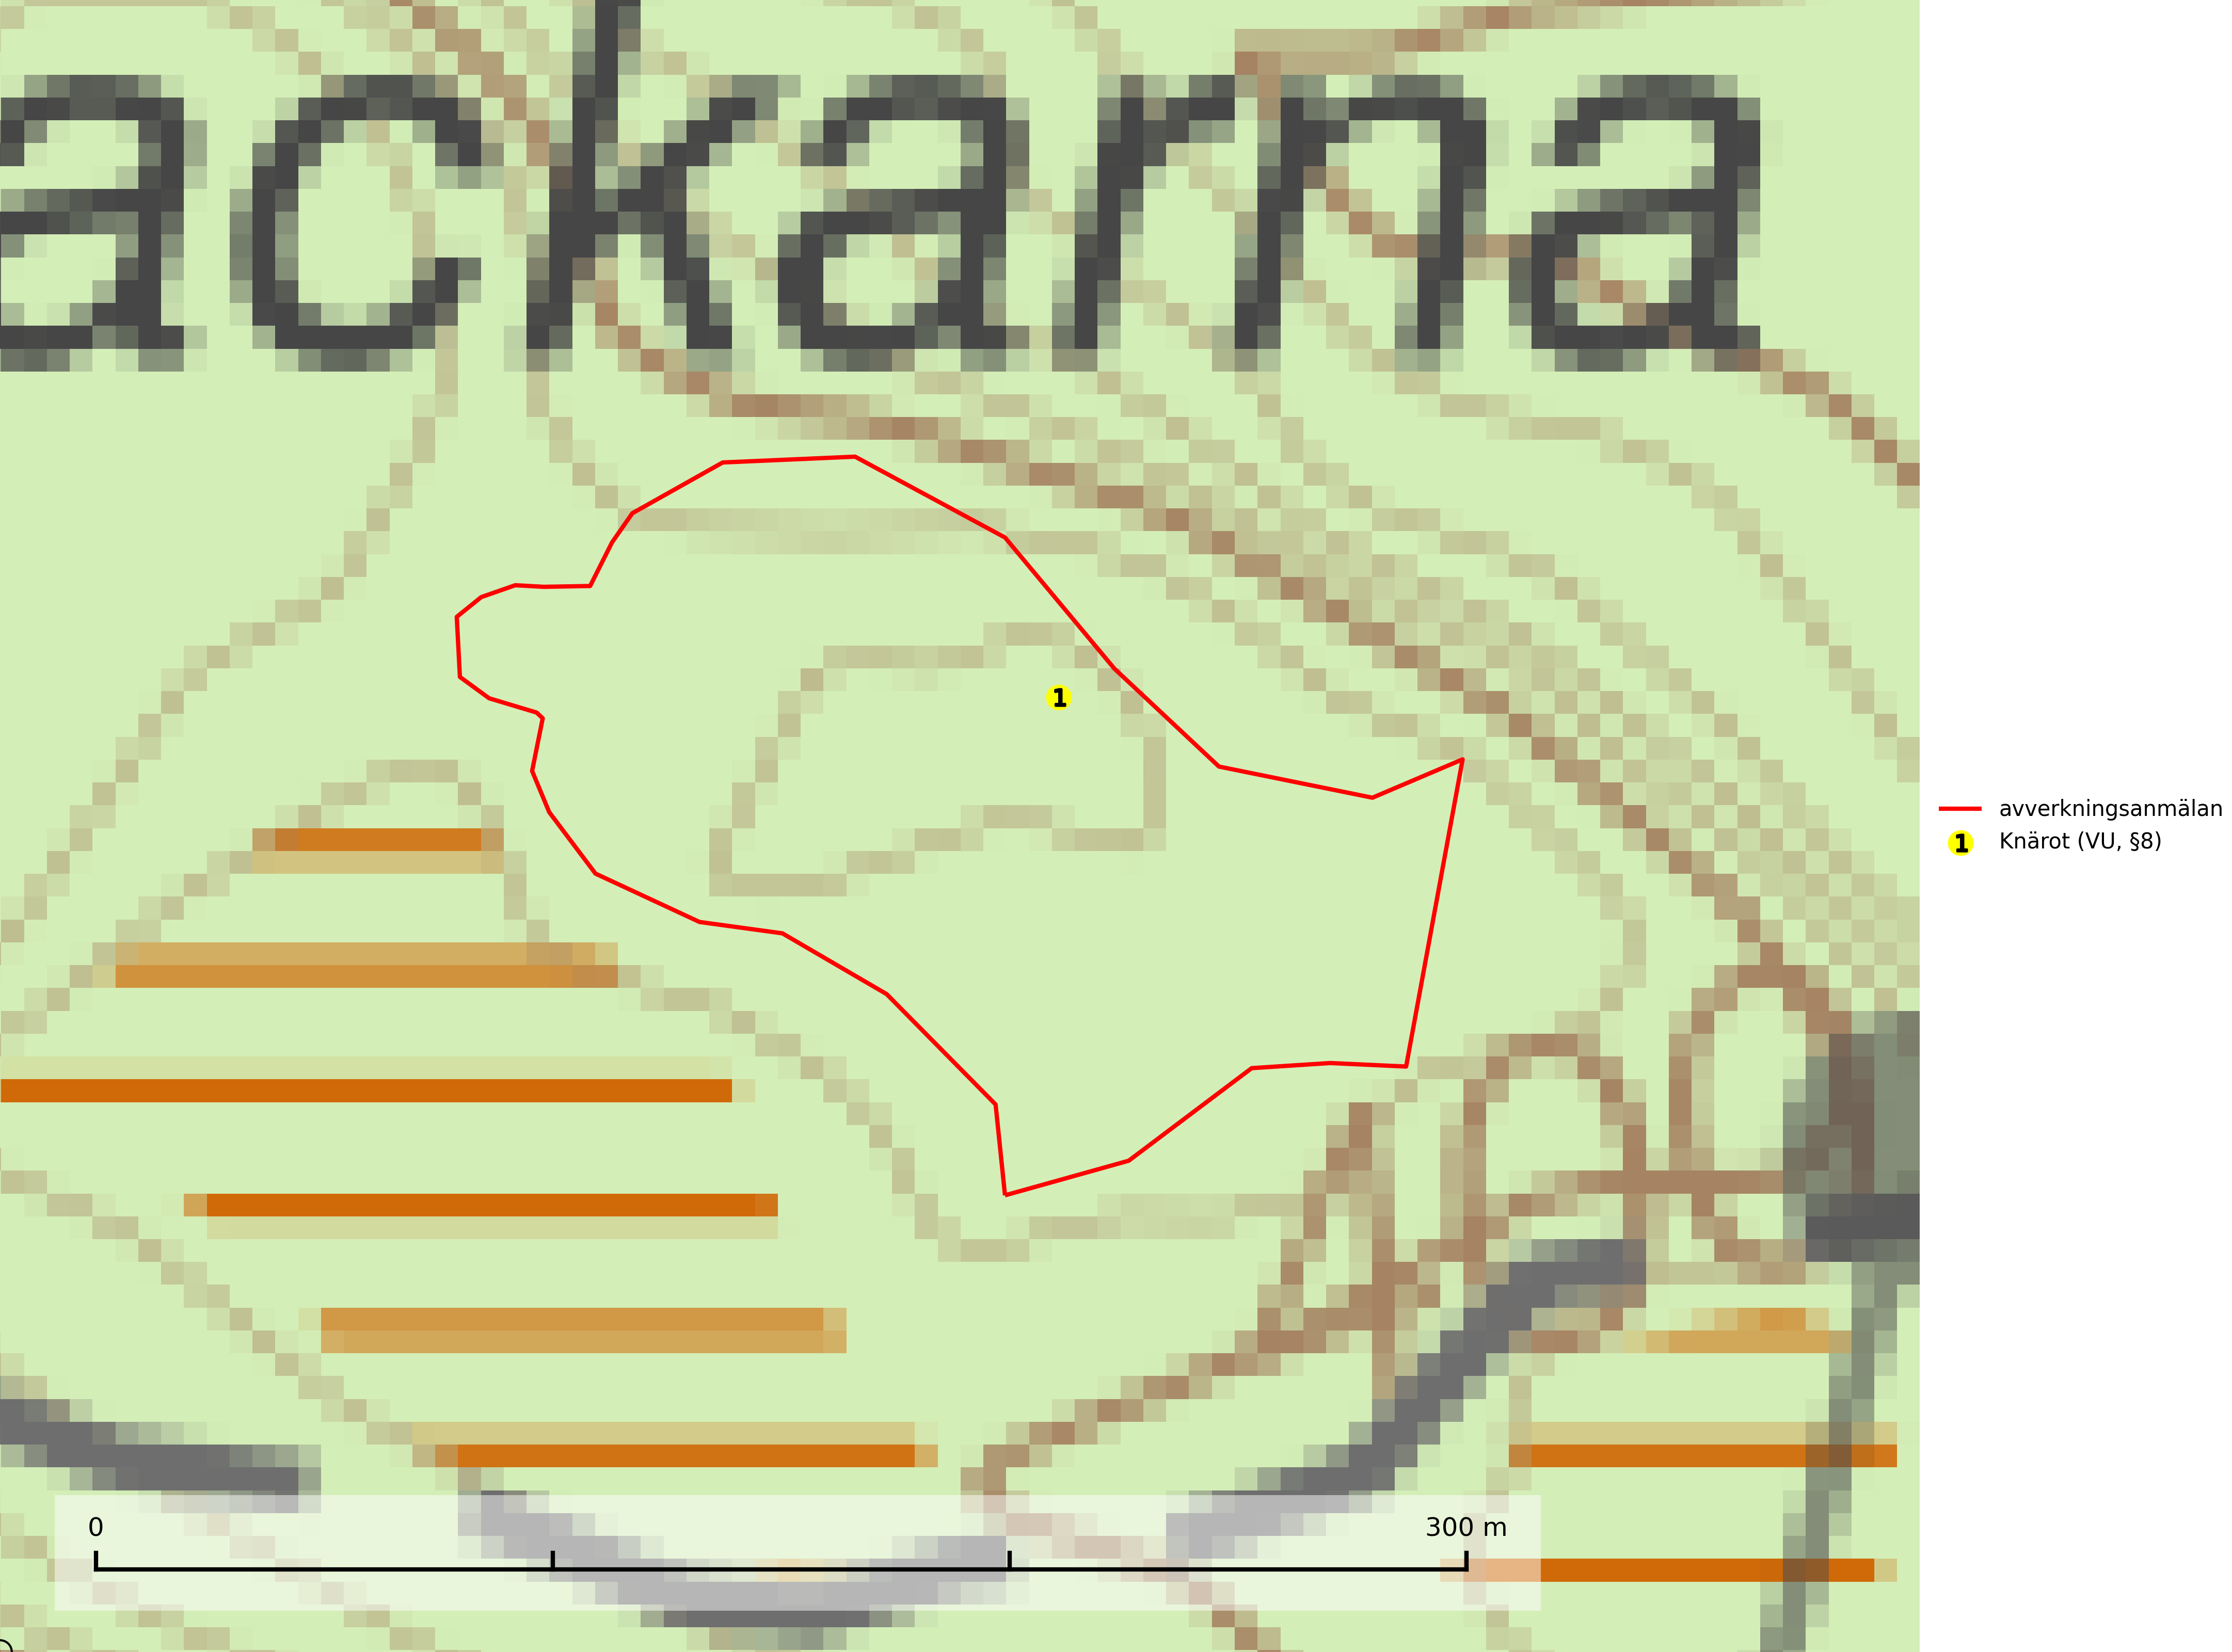 ackarna
1
avverkningsanmälan
1 Knärot (VU, §8)
0 300 m